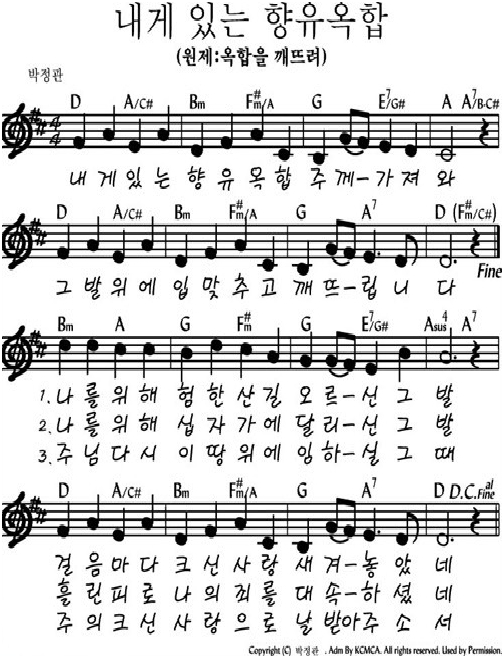 내게 있는 향유옥합
(원제:옥합을 깨뜨려)
박정관
D A/C# Bm F#m/A G E7/G# A A7/B·C#
4/4
내 게 있 는 향 유 옥 합 주 께-가 져 와
D A/C# Bm F#m/A G A7 D (F#m/C#)
그 발 위 에 입 맞 추 고 깨 뜨-립 니 다
Fine
Bm A G F#m G E7/G# Asus4 A7
1. 나 를 위 해 험 한 산 길 오 르-신 그 발
2. 나 를 위 해 십 자 가 에 달 리-신 그 발
3. 주 님 다 시 이 땅 위 에 임 하-실 그 때
D A/C# Bm F#m/A G A7 D D.C. al Fine
걸 음 마 다 크 신 사 랑 새 겨-놓 았 네
흘 린 피 로 나 의 죄 를 대 속-하 셨 네
주 의 크 신 사 랑 으 로 날 받아주 소 서
Copyright (C) 박정관 : Adm By KCMCA. All rights reserved. Used by Permission.